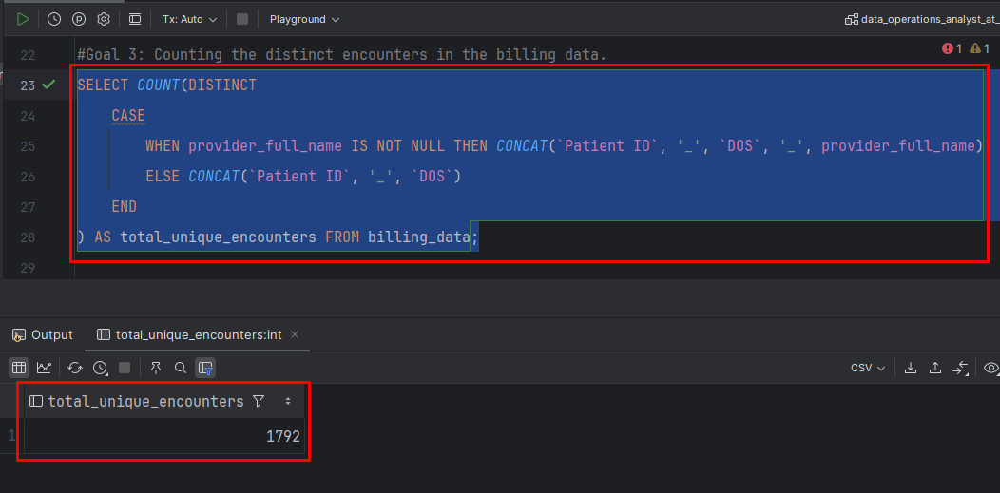 Tx: Auto Playground data_operations_analyst_at_
22 #Goal 3: Counting the distinct encounters in the billing data. 1 1
23 SELECT COUNT(DISTINCT
24 CASE
25 WHEN provider_full_name IS NOT NULL THEN CONCAT(`Patient ID`, '_', `DOS`, '_', provider_full_name)
26 ELSE CONCAT(`Patient ID`, '_', `DOS`)
27 END
28 ) AS total_unique_encounters FROM billing_data;
29
Output total_unique_encounters:int
CSV
total_unique_encounters
1 1792